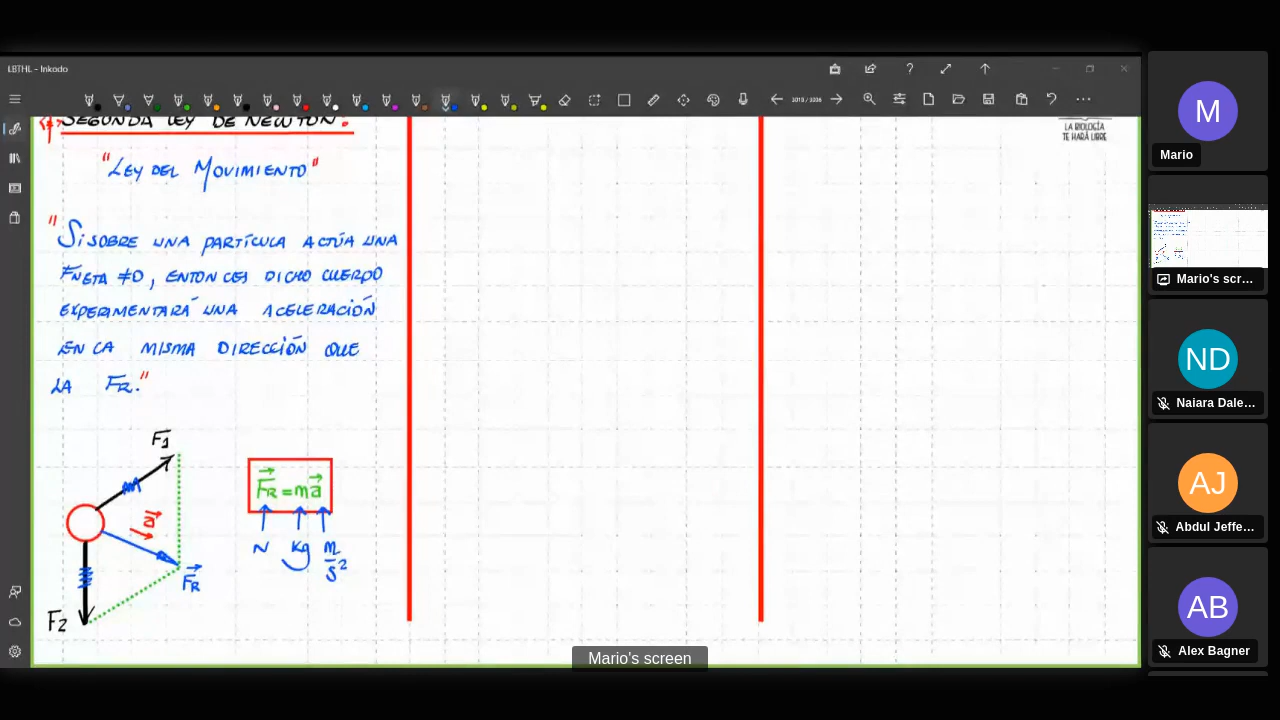 LBTHL - Inkodo
1019 / 3336
SEGUNDA LEY DE NEWTON:
"LEY DEL MOVIMIENTO"
"SI SOBRE UNA PARTÍCULA ACTÚA UNA
FNETA ≠0, ENTONCES DICHO CUERPO
EXPERIMENTARÁ UNA ACELERACIÓN
EN LA MISMA DIRECCIÓN QUE
LA FR."
F1
a
FR
F2
FR = ma
N Kg m/s²
LA BIOLOGÍA
TE HARÁ LIBRE
Mario's screen
M
Mario
Mario's scr...
ND
Naiara Dale...
AJ
Abdul Jeffe...
AB
Alex Bagner